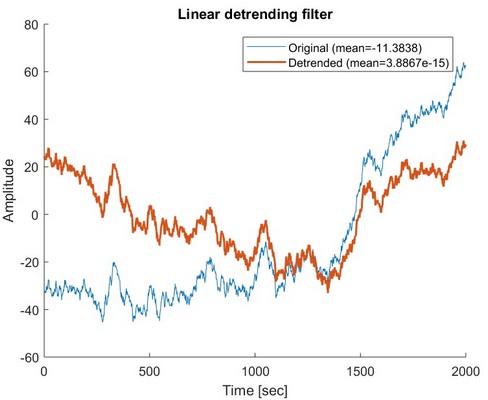 Linear detrending filter
Original (mean=-11.3838)
Detrended (mean=3.8867e-15)
Amplitude
80
60
40
20
0
-20
-40
-60
0 500 1000 1500 2000
Time [sec]